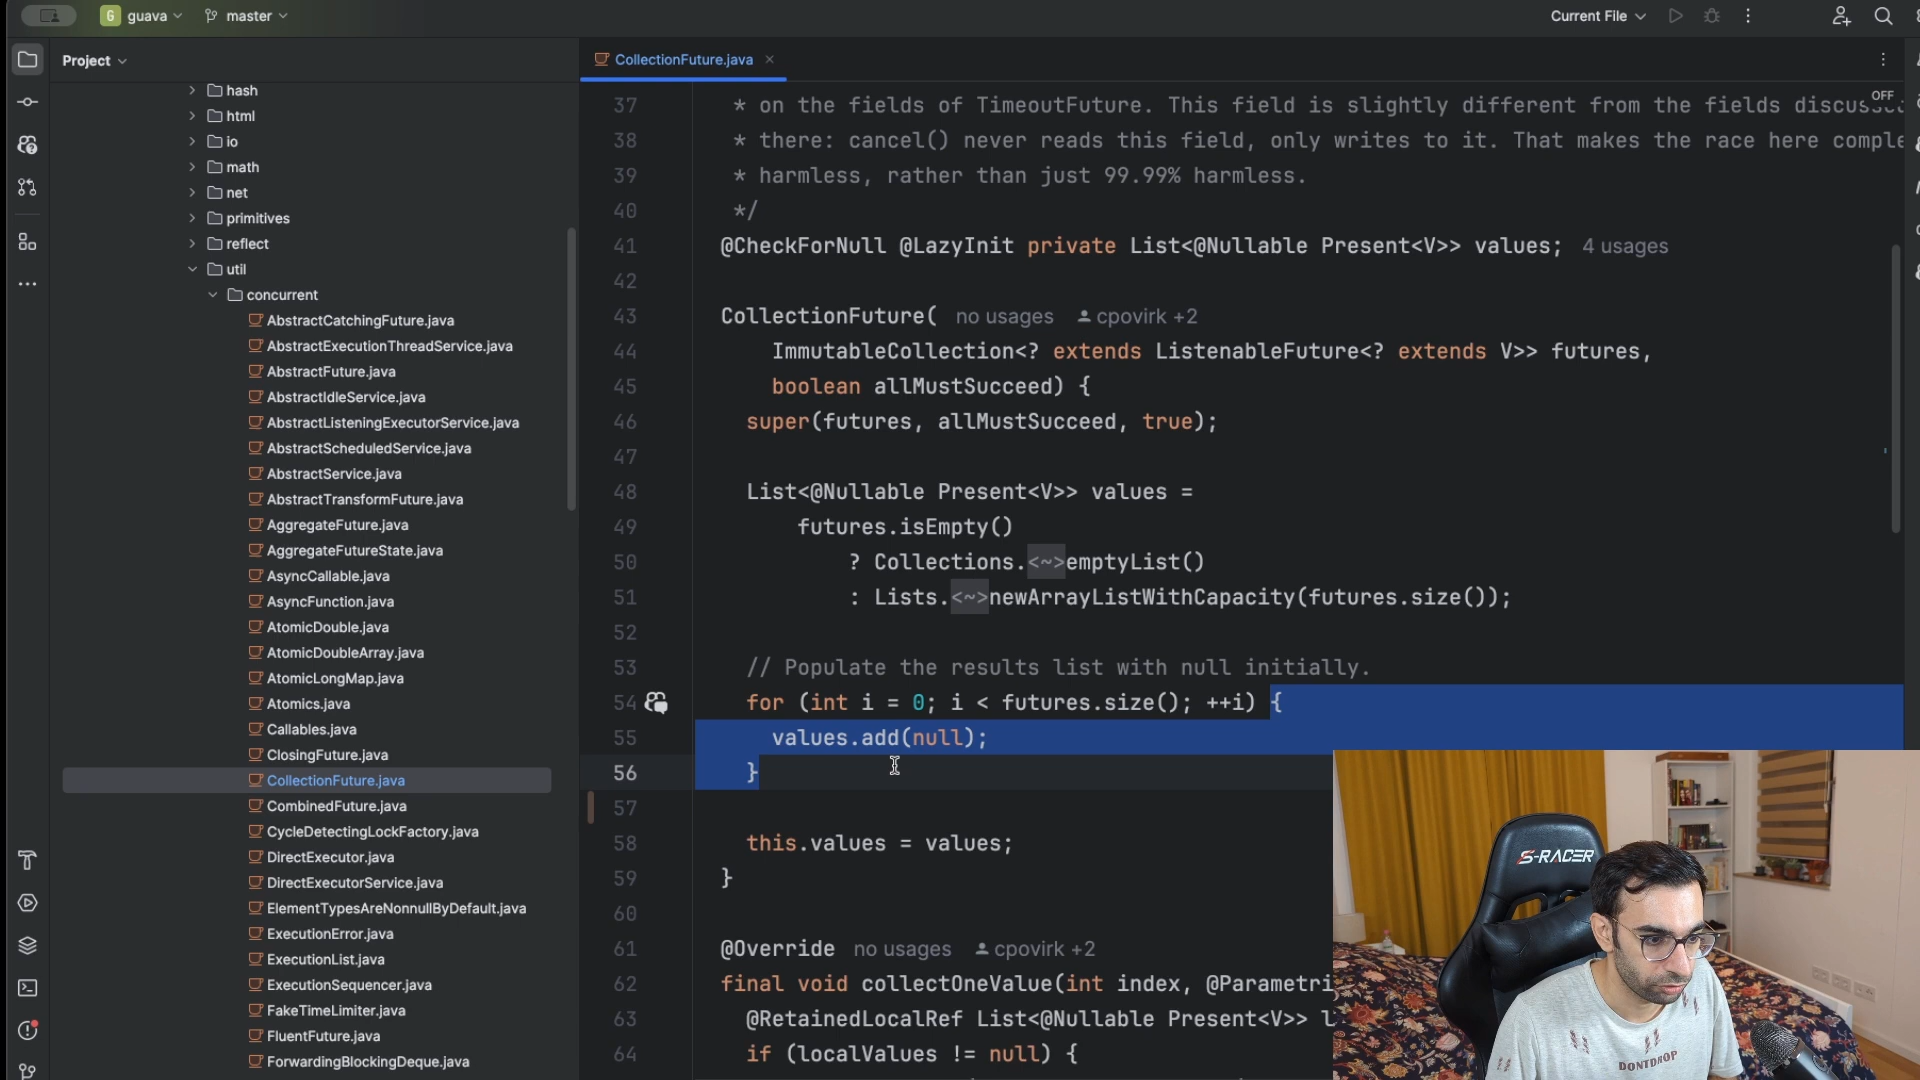 G guava master Current File
Project
CollectionFuture.java
hash
html
io
math
net
primitives
reflect
util
concurrent
AbstractCatchingFuture.java
AbstractExecutionThreadService.java
AbstractFuture.java
AbstractIdleService.java
AbstractListeningExecutorService.java
AbstractScheduledService.java
AbstractService.java
AbstractTransformFuture.java
AggregateFuture.java
AggregateFutureState.java
AsyncCallable.java
AsyncFunction.java
AtomicDouble.java
AtomicDoubleArray.java
AtomicLongMap.java
Atomics.java
Callables.java
ClosingFuture.java
CollectionFuture.java
CombinedFuture.java
CycleDetectingLockFactory.java
DirectExecutor.java
DirectExecutorService.java
ElementTypesAreNonnullByDefault.java
ExecutionError.java
ExecutionList.java
ExecutionSequencer.java
FakeTimeLimiter.java
FluentFuture.java
ForwardingBlockingDeque.java
OFF
37 * on the fields of TimeoutFuture. This field is slightly different from the fields
38 * there: cancel() never reads this field, only writes to it. That makes the race here comple
39 * harmless, rather than just 99.99% harmless.
40 */
41 @CheckForNull @LazyInit private List<@Nullable Present<V>> values; 4 usages
42
43 CollectionFuture( no usages cpovirk +2
44 ImmutableCollection<? extends ListenableFuture<? extends V>> futures,
45 boolean allMustSucceed) {
46 super(futures, allMustSucceed, true);
47
48 List<@Nullable Present<V>> values =
49 futures.isEmpty()
50 ? Collections.<~>emptyList()
51 : Lists.<~>newArrayListWithCapacity(futures.size());
52
53 // Populate the results list with null initially.
54 for (int i = 0; i < futures.size(); ++i) {
55 values.add(null);
56 }
57
58 this.values = values;
59 }
60
61 @Override no usages cpovirk +2
62 final void collectOneValue(int index, @Parametri
63 @RetainedLocalRef List<@Nullable Present<V>> l
64 if (localValues != null) {
S-RACER
DONTDROP